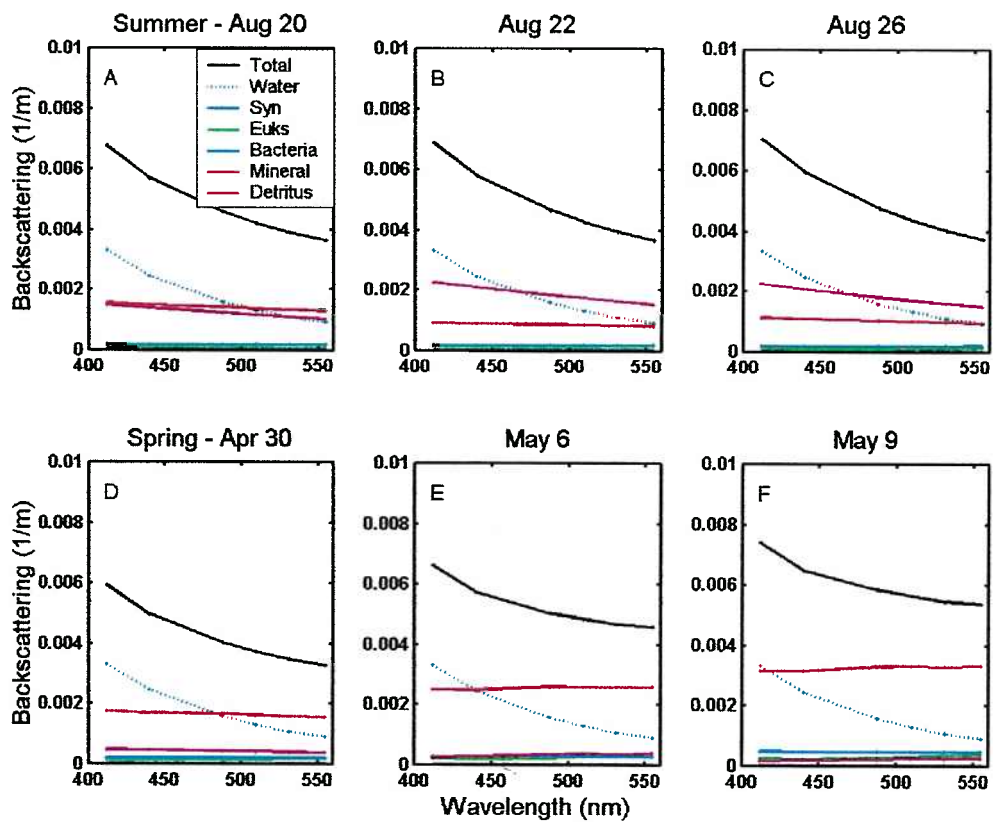 Summer - Aug 20
Aug 22
Aug 26
Backscattering (1/m)
0.01
0.008
0.006
0.004
0.002
0
A
Total
Water
Syn
Euks
Bacteria
Mineral
Detritus
400
450
500
550
0.01
0.008
0.006
0.004
0.002
0
B
400
450
500
550
0.01
0.008
0.006
0.004
0.002
0
C
400
450
500
550
Spring - Apr 30
May 6
May 9
Backscattering (1/m)
0.01
0.008
0.006
0.004
0.002
0
D
400
450
500
550
0.01
0.008
0.006
0.004
0.002
0
E
400
450
500
550
0.01
0.008
0.006
0.004
0.002
0
F
400
450
500
550
Wavelength (nm)